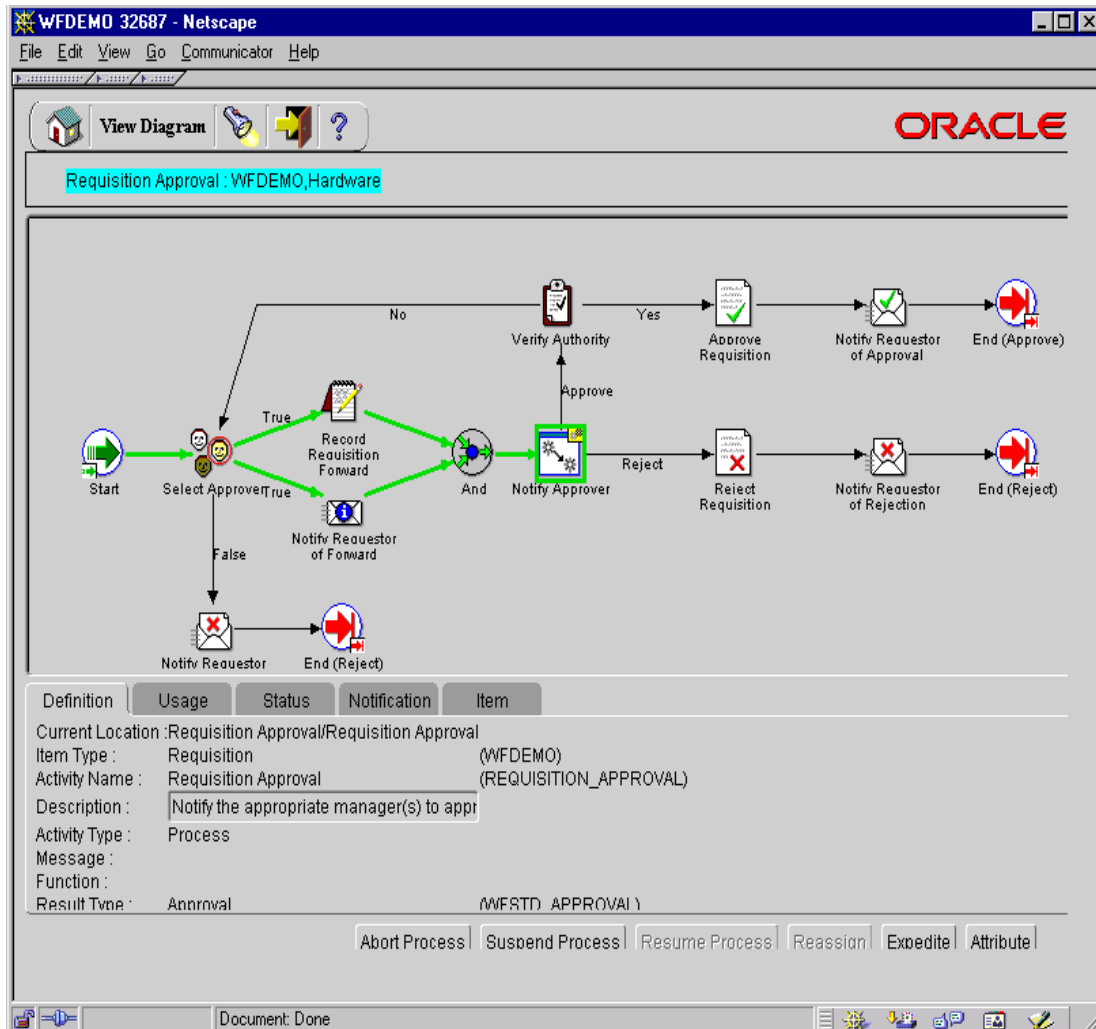 WFDEMO 32687 - Netscape
File Edit View Go Communicator Help
View Diagram ?
ORACLE
Requisition Approval : WFDEMO,Hardware
No
Yes
Verify Authority
Approve
Requisition
Notify Requestor
of Approval
End (Approve)
Approve
True
Record
Requisition
Forward
Start
Select Approver
True
And
Notify Approver
Reject
Reject
Requisition
Notify Requestor
of Rejection
End (Reject)
Notify Requestor
of Forward
False
Notify Requestor
End (Reject)
Definition Usage Status Notification Item
Current Location :Requisition Approval/Requisition Approval
Item Type : Requisition (WFDEMO)
Activity Name : Requisition Approval (REQUISITION_APPROVAL)
Description : Notify the appropriate manager(s) to appr
Activity Type : Process
Message :
Function :
Result Type : Approval (WFSTD_APPROVAL)
Abort Process Suspend Process Resume Process Reassign Expedite Attribute
Document: Done